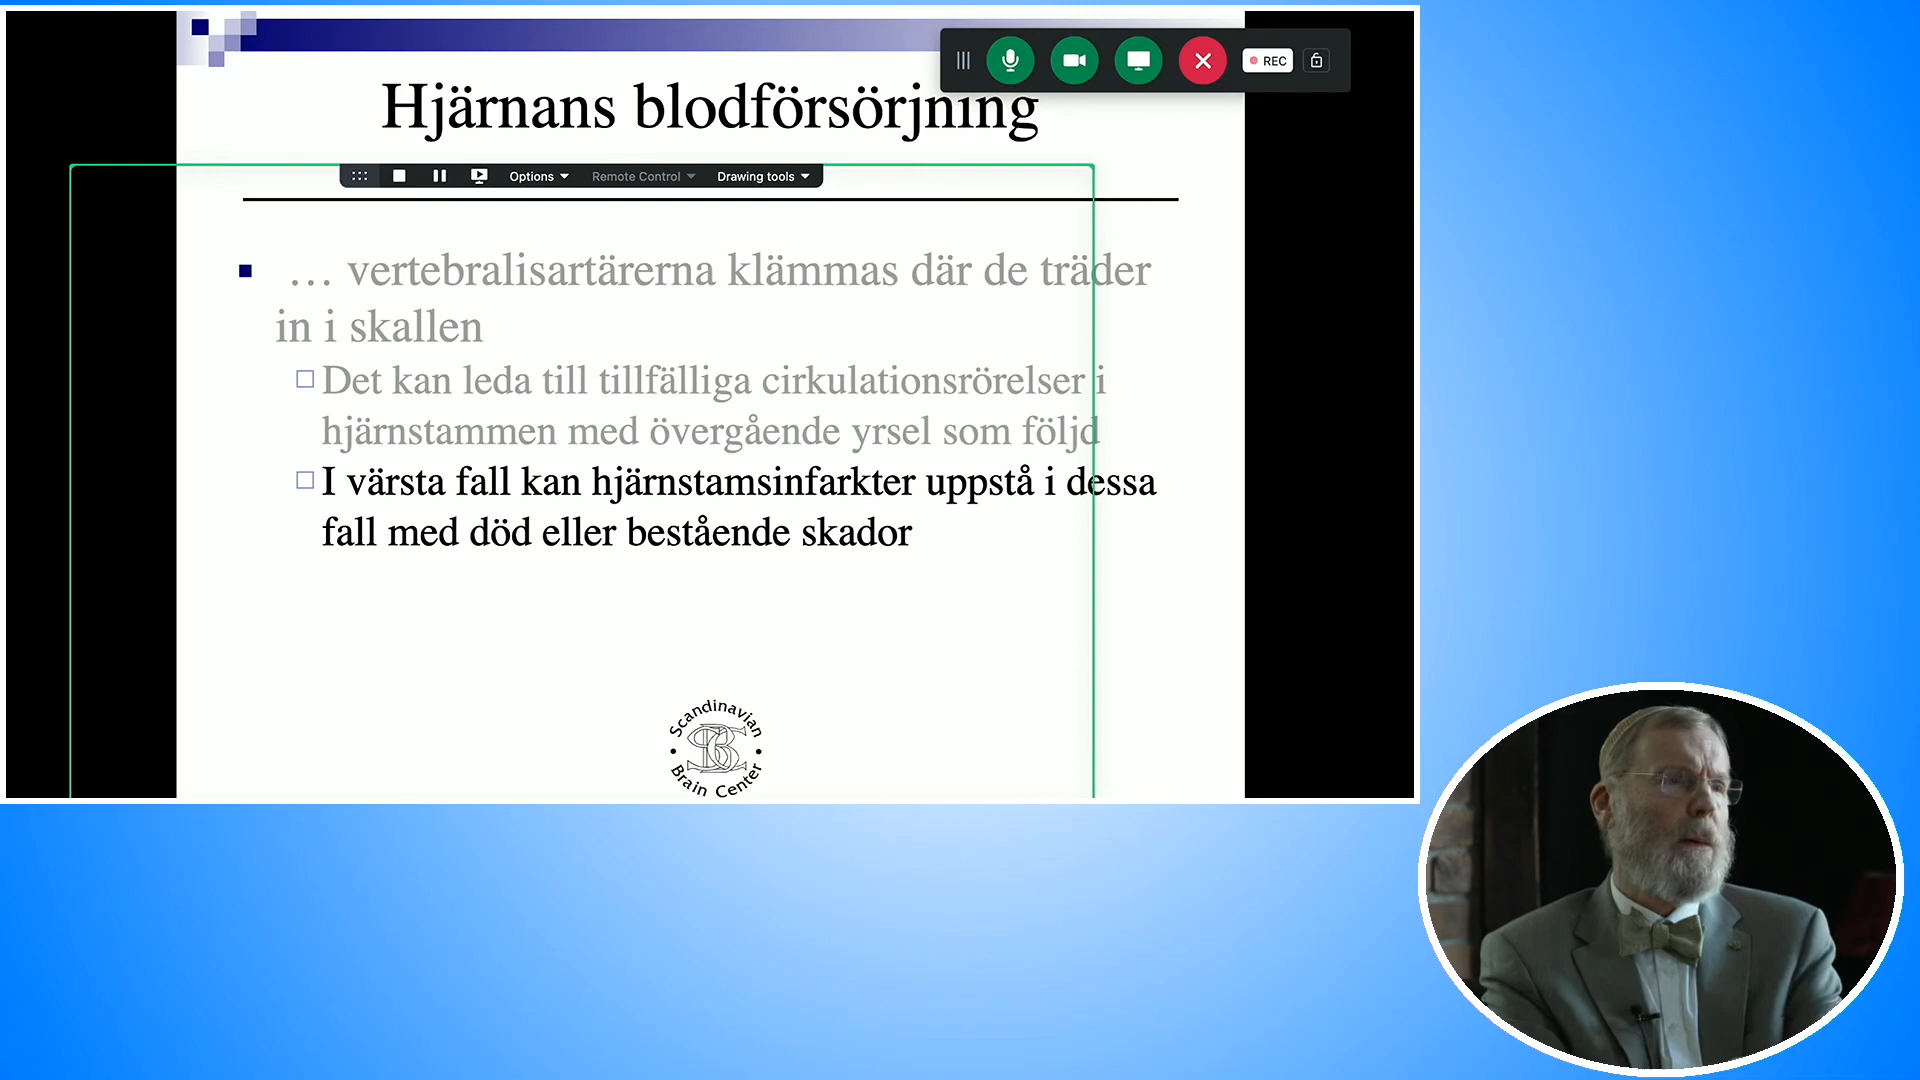 REC
Hjärnans blodförsörjning
Options Remote Control Drawing tools
… vertebralisartärerna klämmas där de träder
in i skallen
Det kan leda till tillfälliga cirkulationsrörelser i
hjärnstammen med övergående yrsel som följd
I värsta fall kan hjärnstamsinfarkter uppstå i dessa
fall med död eller bestående skador
Scandinavian
SBC
Brain Center